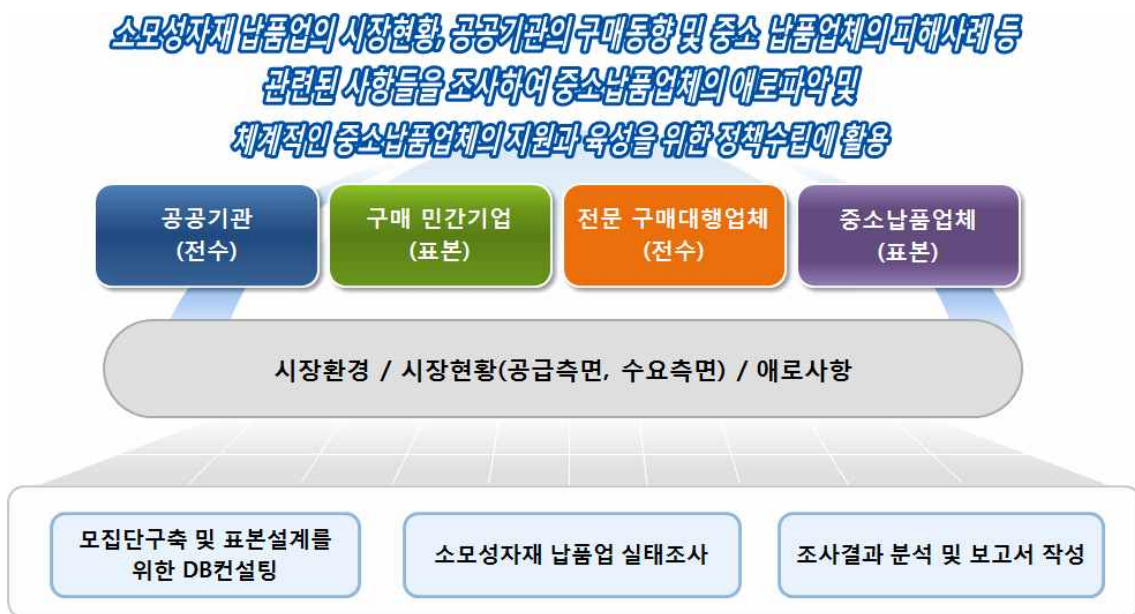 소모성자재 납품업의 시장현황, 공공기관의 구매동향 및 중소 납품업체의 피해사례 등
관련된 사항들을 조사하여 중소납품업체의 애로파악 및
체계적인 중소납품업체의 지원과 육성을 위한 정책수립에 활용
공공기관
(전수)
구매 민간기업
(표본)
전문 구매대행업체
(전수)
중소납품업체
(표본)
시장환경 / 시장현황(공급측면, 수요측면) / 애로사항
모집단구축 및 표본설계를
위한 DB컨설팅
소모성자재 납품업 실태조사
조사결과 분석 및 보고서 작성